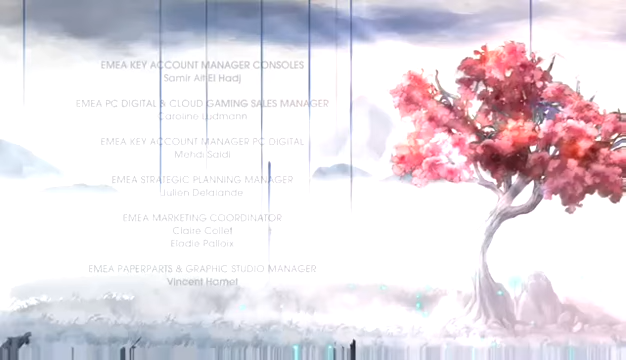 EMEA KEY ACCOUNT MANAGER CONSOLES
Samir Ait El Hadj
EMEA PC DIGITAL & CLOUD GAMING SALES MANAGER
Caroline Ludmann
EMEA KEY ACCOUNT MANAGER PC DIGITAL
Mehdi Saidi
EMEA STRATEGIC PLANNING MANAGER
Julien Delalande
EMEA MARKETING COORDINATOR
Claire Collet
Elodie Pallaix
EMEA PAPERPARTS & GRAPHIC STUDIO MANAGER
Vincent Hamet